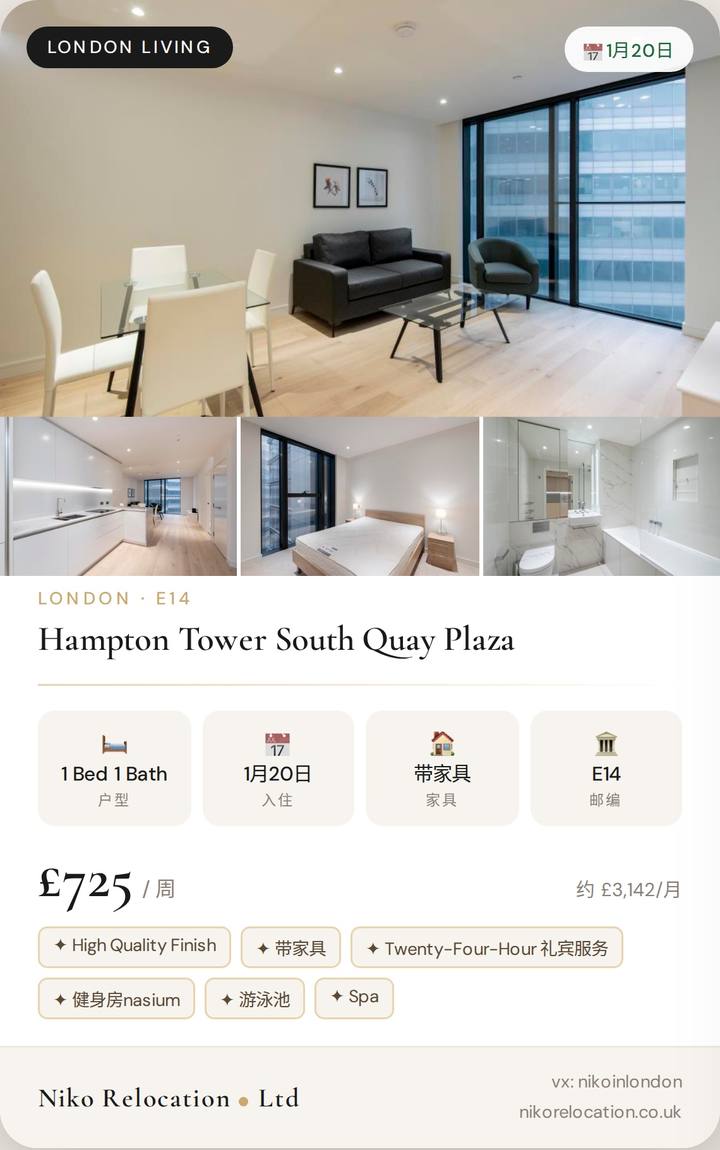 LONDON LIVING
1月20日
LONDON · E14
Hampton Tower South Quay Plaza
1 Bed 1 Bath
户型
1月20日
入住
带家具
家具
E14
邮编
£725 / 周
约 £3,142/月
✦ High Quality Finish
✦ 带家具
✦ Twenty-Four-Hour 礼宾服务
✦ 健身房nasium
✦ 游泳池
✦ Spa
Niko Relocation • Ltd
vx: nikoinlondon
nikorelocation.co.uk